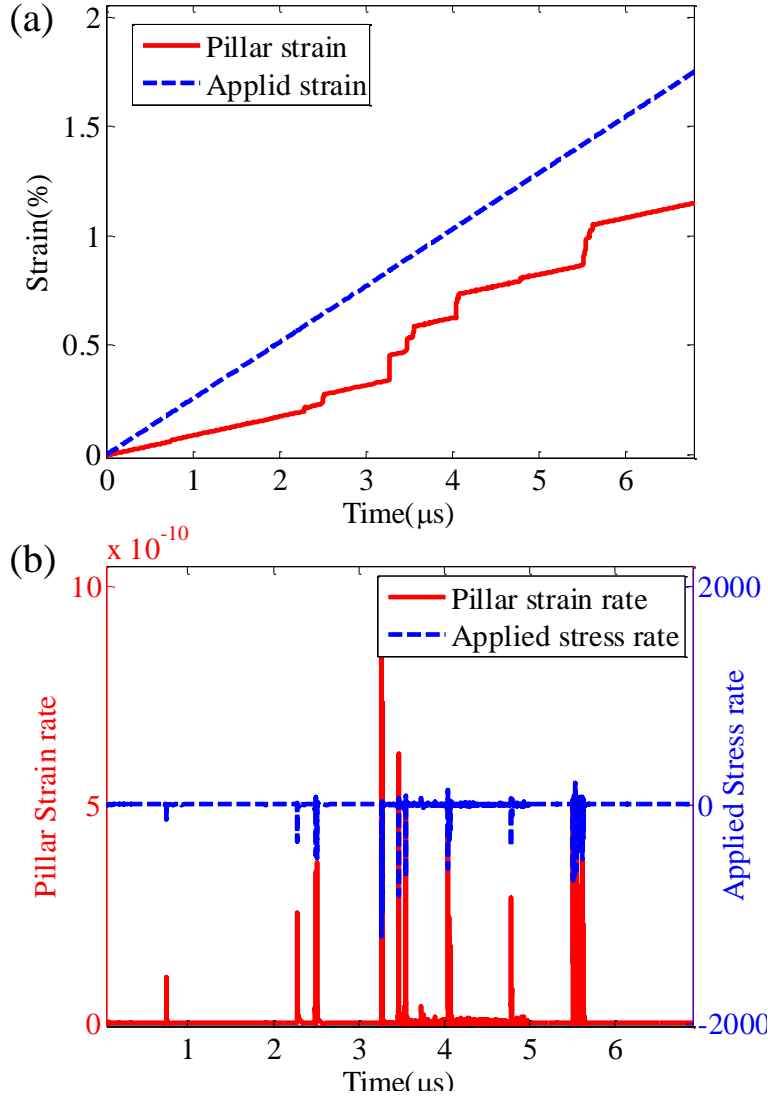 (a)
2
1.5
1
0.5
0
Strain(%)
Pillar strain
Applid strain
0 1 2 3 4 5 6
Time(μs)
(b)
x 10^-10
10
5
0
Pillar Strain rate
Pillar strain rate
Applied stress rate
2000
0
-2000
Applied Stress rate
1 2 3 4 5 6
Time(μs)